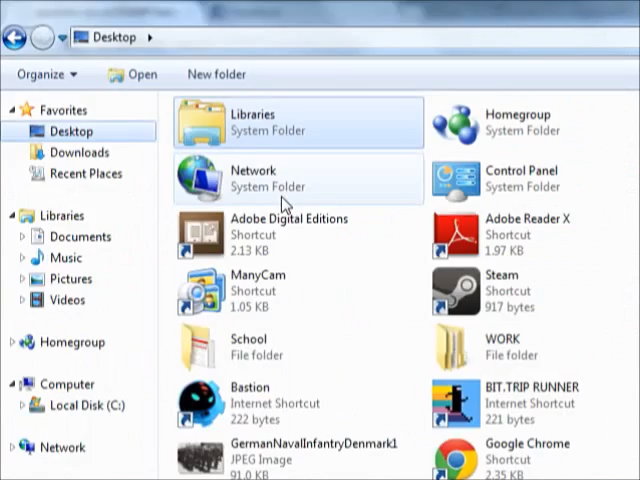 Desktop
Organize
Open
New folder
Favorites
Desktop
Downloads
Recent Places
Libraries
Documents
Music
Pictures
Videos
Homegroup
Computer
Local Disk (C:)
Network
Libraries
System Folder
Homegroup
System Folder
Network
System Folder
Control Panel
System Folder
Adobe Digital Editions
Shortcut
2.13 KB
Adobe Reader X
Shortcut
1.97 KB
ManyCam
Shortcut
1.05 KB
Steam
Shortcut
917 bytes
School
File folder
WORK
File folder
Bastion
Internet Shortcut
222 bytes
BIT.TRIP RUNNER
Internet Shortcut
221 bytes
GermanNavalInfantryDenmark1
JPEG Image
91.0 KB
Google Chrome
Shortcut
2.35 KB